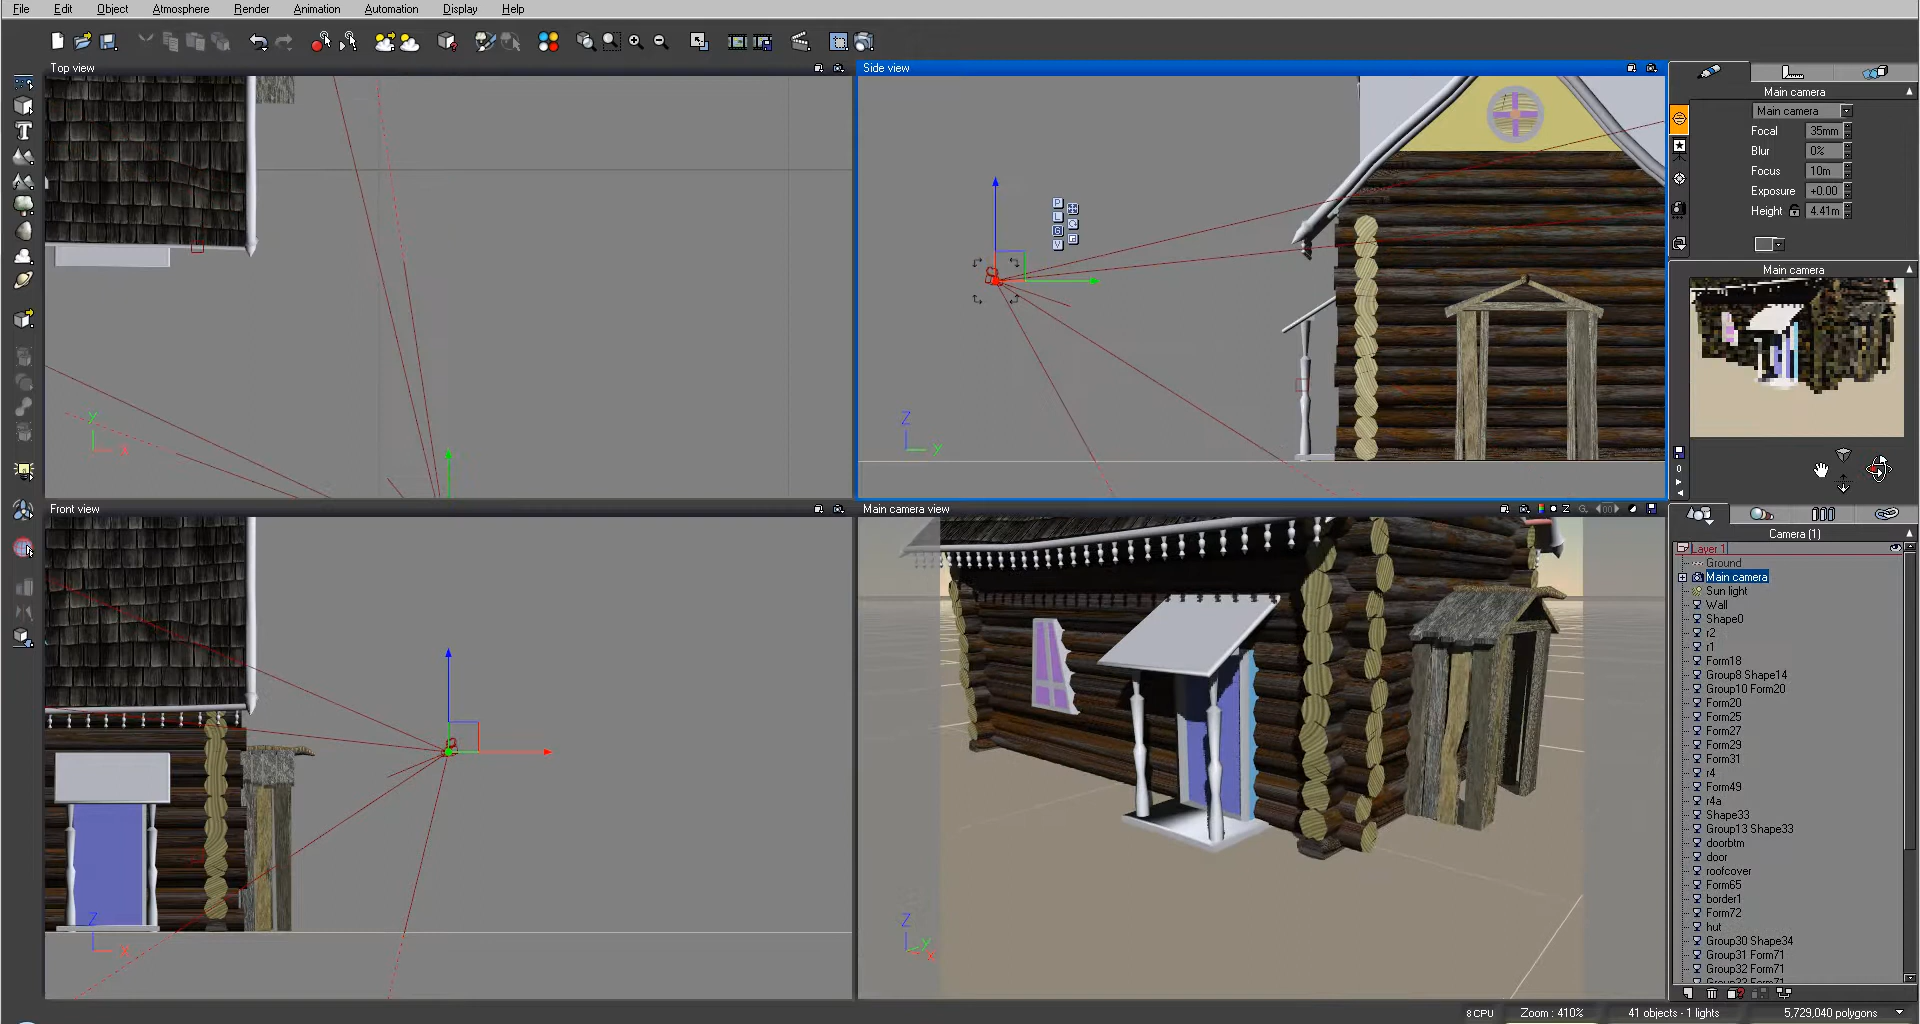 File Edit Object Atmosphere Render Animation Automation Display Help
Top view
Side view
Main camera
Main camera
Focal 35mm
Blur 0%
Focus 10m
Exposure +0.00
Height 4.41m
P
L
G
V
Main camera
Z
Y
Y
X
0
Front view
Main camera view
Z
Camera (1)
Layer 1
Ground
Main camera
Sun light
Wall
Shape0
r2
r1
Form18
Group8 Shape14
Group10 Form20
Form20
Form25
Form27
Form29
Form31
r4
Form49
r4a
Shape33
Group13 Shape33
doorbtm
door
roofcover
Form65
border1
Form72
hut
Group30 Shape34
Group31 Form71
Group32 Form71
Group33 Form71
Z
X
Z
Y
X
8 CPU Zoom : 410% 41 objects - 1 lights 5,729,040 polygons